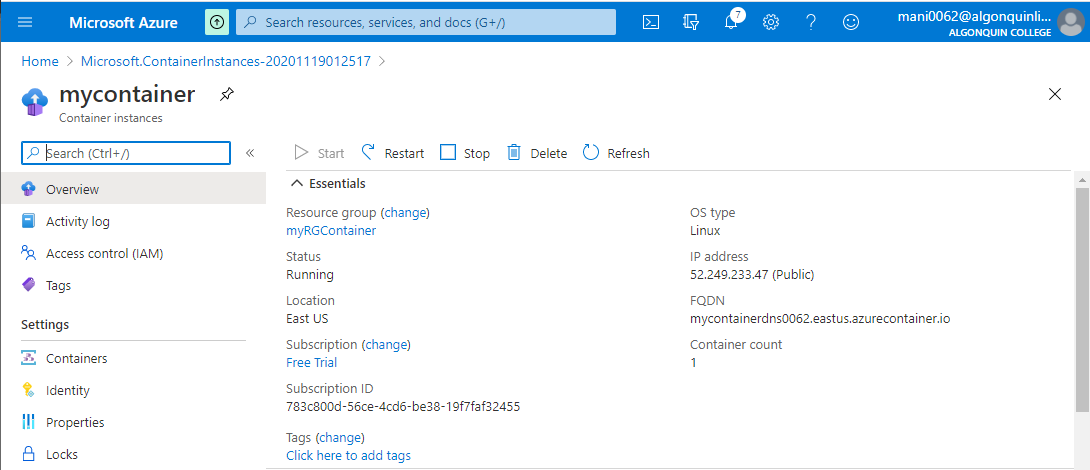 Microsoft Azure
Search resources, services, and docs (G+/)
7
mani0062@algonquinli...
ALGONQUIN COLLEGE
Home > Microsoft.ContainerInstances-20201119012517 >
mycontainer
Container instances
Search (Ctrl+/)
«
Overview
Activity log
Access control (IAM)
Tags
Settings
Containers
Identity
Properties
Locks
Start Restart Stop Delete Refresh
Essentials
Resource group (change)
myRGContainer
Status
Running
Location
East US
Subscription (change)
Free Trial
Subscription ID
783c800d-56ce-4cd6-be38-19f7faf32455
Tags (change)
Click here to add tags
OS type
Linux
IP address
52.249.233.47 (Public)
FQDN
mycontainerdns0062.eastus.azurecontainer.io
Container count
1